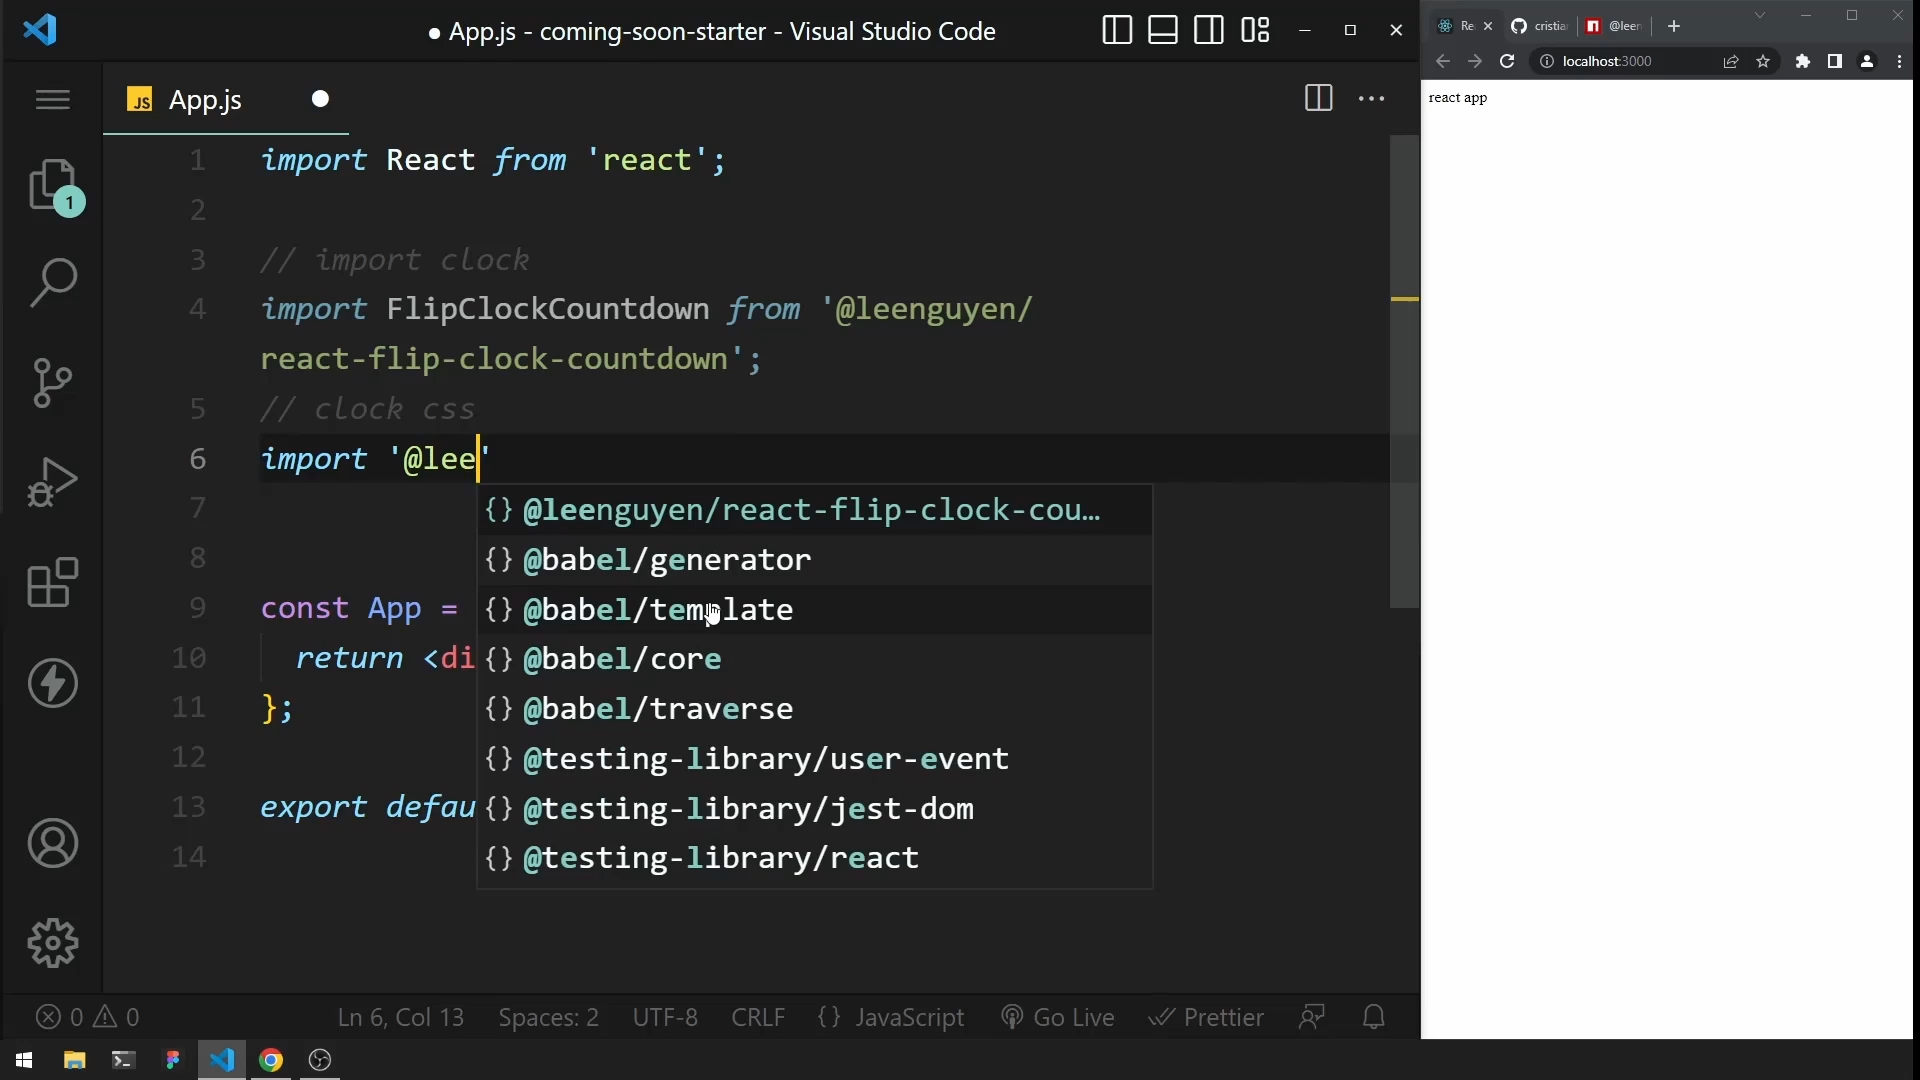 ● App.js - coming-soon-starter - Visual Studio Code
JS App.js
1 import React from 'react';
2
3 // import clock
4 import FlipClockCountdown from '@leenguyen/
react-flip-clock-countdown';
5 // clock css
6 import '@lee'
7
8
9 const App =
10 return <di
11 };
12
13 export defau
14
{} @leenguyen/react-flip-clock-cou…
{} @babel/generator
{} @babel/template
{} @babel/core
{} @babel/traverse
{} @testing-library/user-event
{} @testing-library/jest-dom
{} @testing-library/react
1
0 0
Ln 6, Col 13
Spaces: 2
UTF-8
CRLF
{} JavaScript
Go Live
Prettier
Re
cristia
@leen
localhost:3000
react app